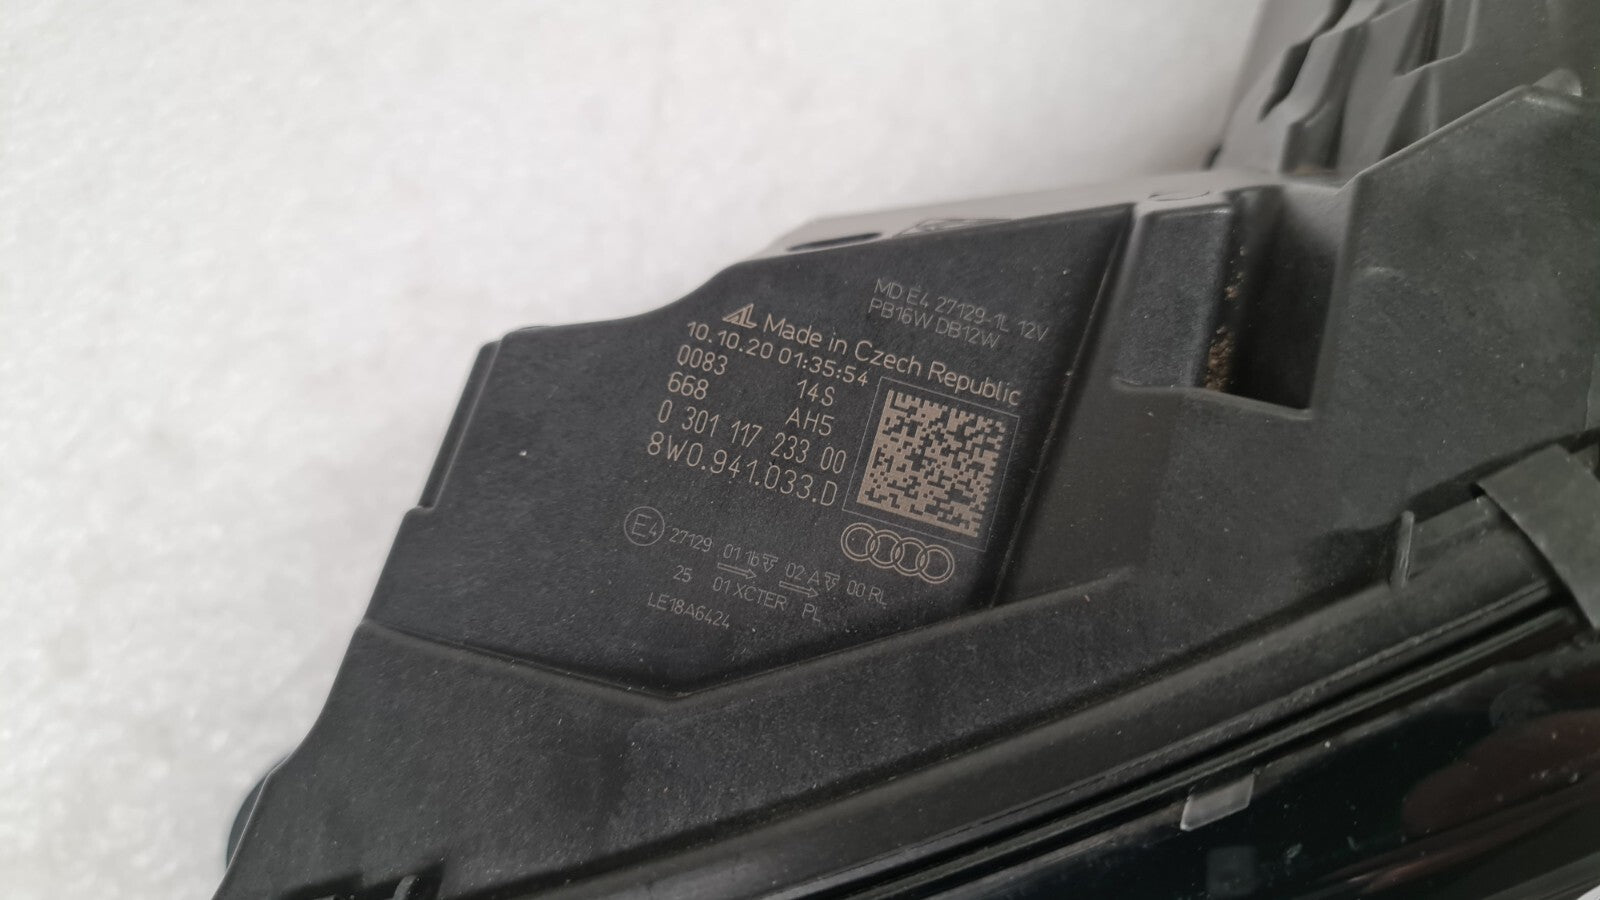 MD E4 27129 1L 12V
PB16W DB12W
AL Made in Czech Republic
10.10.20 01:35:54
0083 14S
668 AH5
0 301 117 233 00
8W0.941.033.D
E4 27129 01 1b 02 A 00 RL
25 01 XCTER PL
LE18A6424